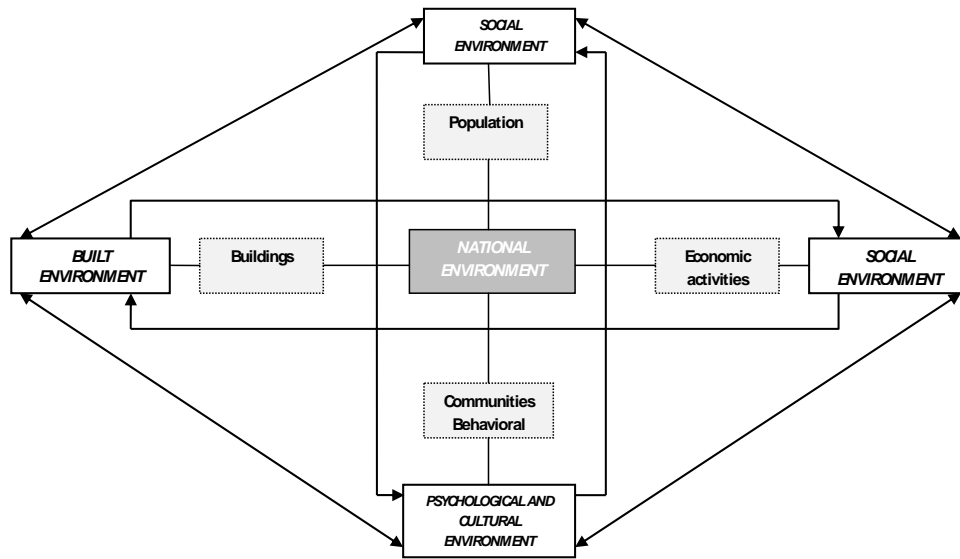 SOCIAL
ENVIRONMENT
Population
BUILT
ENVIRONMENT
Buildings
NATIONAL
ENVIRONMENT
Economic
activities
SOCIAL
ENVIRONMENT
Communities
Behavioral
PSYCHOLOGICAL AND
CULTURAL
ENVIRONMENT